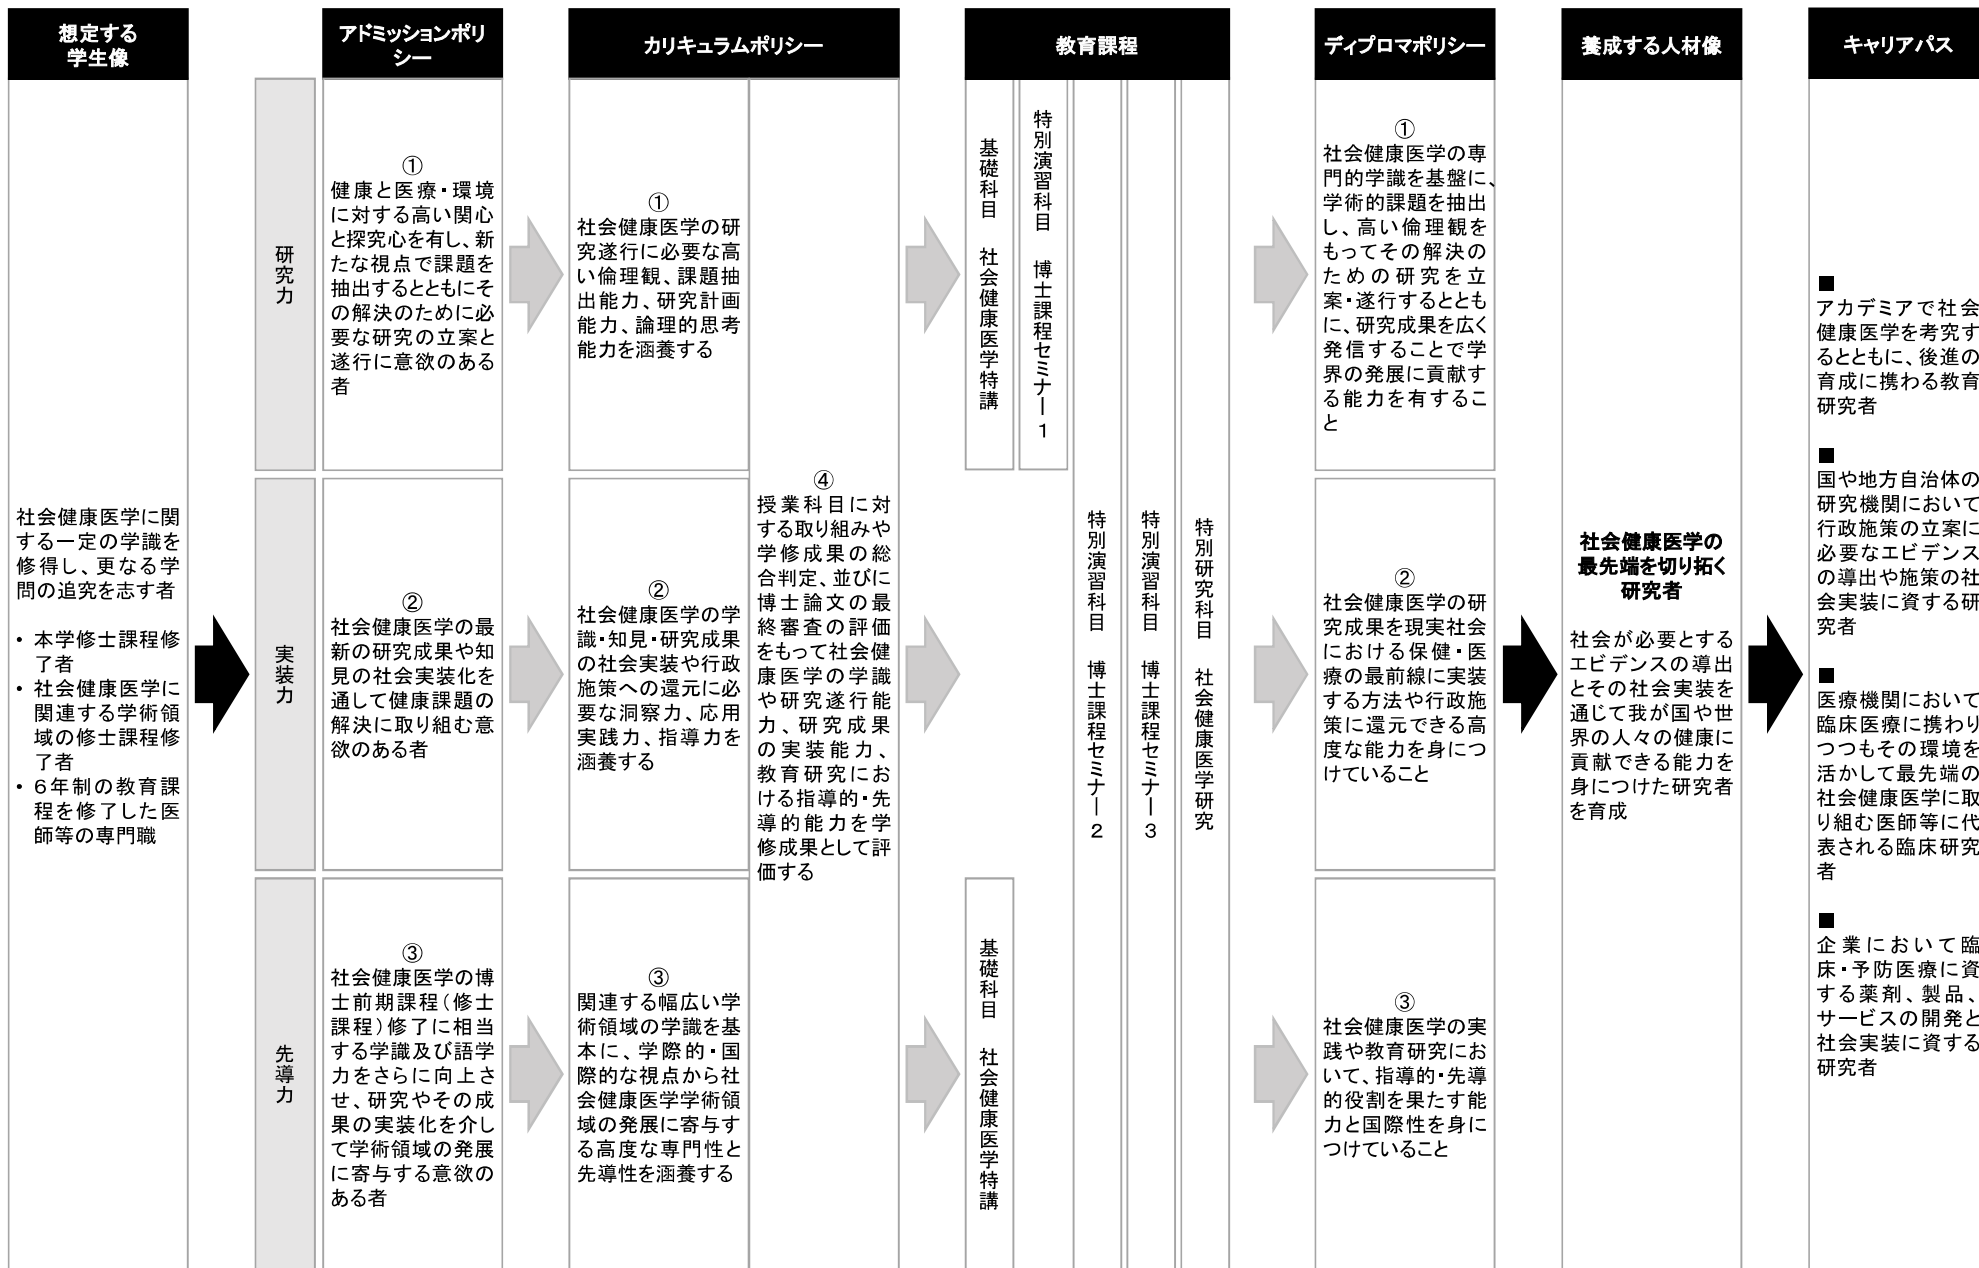 想定する
学生像
社会健康医学に関
する一定の学識を
修得し、更なる学
問の追究を志す者
• 本学修士課程修
了者
• 社会健康医学に
関連する学術領
域の修士課程修
了者
• 6年制の教育課
程を修了した医
師等の専門職
研究力
実装力
先導力
アドミッションポリ
シー
①
健康と医療・環境
に対する高い関心
と探究心を有し、新
たな視点で課題を
抽出するとともにそ
の解決のために必
要な研究の立案と
遂行に意欲のある
者
②
社会健康医学の最
新の研究成果や知
見の社会実装化を
通して健康課題の
解決に取り組む意
欲のある者
③
社会健康医学の博
士前期課程(修士
課程)修了に相当
する学識及び語学
力をさらに向上さ
せ、研究やその成
果の実装化を介し
て学術領域の発展
に寄与する意欲の
ある者
カリキュラムポリシー
①
社会健康医学の研
究遂行に必要な高
い倫理観、課題抽
出能力、研究計画
能力、論理的思考
能力を涵養する
②
社会健康医学の学
識・知見・研究成果
の社会実装や行政
施策への還元に必
要な洞察力、応用
実践力、指導力を
涵養する
③
関連する幅広い学
術領域の学識を基
本に、学際的・国
際的な視点から社
会健康医学学術領
域の発展に寄与す
る高度な専門性と
先導性を涵養する
④
授業科目に対
する取り組みや
学修成果の総
合判定、並びに
博士論文の最
終審査の評価
をもって社会健
康医学の学識
や研究遂行能
力、研究成果
の実装能力、
教育研究にお
ける指導的・先
導的能力を学
修成果として評
価する
教育課程
基礎科目 社会健康医学特講
特別演習科目 博士課程セミナー1
特別演習科目 博士課程セミナー2
特別演習科目 博士課程セミナー3
特別研究科目 社会健康医学研究
基礎科目 社会健康医学特講
ディプロマポリシー
①
社会健康医学の専
門的学識を基盤に、
学術的課題を抽出
し、高い倫理観を
もってその解決の
ための研究を立
案・遂行するととも
に、研究成果を広く
発信することで学
界の発展に貢献す
る能力を有するこ
と
②
社会健康医学の研
究成果を現実社会
における保健・医
療の最前線に実装
する方法や行政施
策に還元できる高
度な能力を身につ
けていること
③
社会健康医学の実
践や教育研究にお
いて、指導的・先導
的役割を果たす能
力と国際性を身に
つけていること
養成する人材像
社会健康医学の
最先端を切り拓く
研究者
社会が必要とする
エビデンスの導出
とその社会実装を
通じて我が国や世
界の人々の健康に
貢献できる能力を
身につけた研究者
を育成
キャリアパス
■
アカデミアで社会
健康医学を考究す
るとともに、後進の
育成に携わる教育
研究者
■
国や地方自治体の
研究機関において
行政施策の立案に
必要なエビデンス
の導出や施策の社
会実装に資する研
究者
■
医療機関において
臨床医療に携わり
つつもその環境を
活かして最先端の
社会健康医学に取
り組む医師等に代
表される臨床研究
者
■
企業において臨
床・予防医療に資
する薬剤、製品、
サービスの開発と
社会実装に資する
研究者